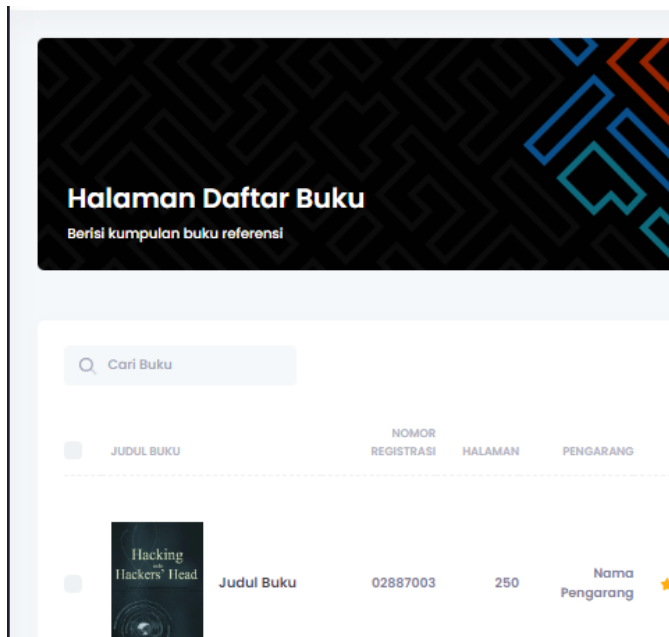 Halaman Daftar Buku
Berisi kumpulan buku referensi
Cari Buku
JUDUL BUKU
NOMOR
REGISTRASI
HALAMAN
PENGARANG
Hacking
Hackers' Head
Judul Buku
02887003
250
Nama
Pengarang